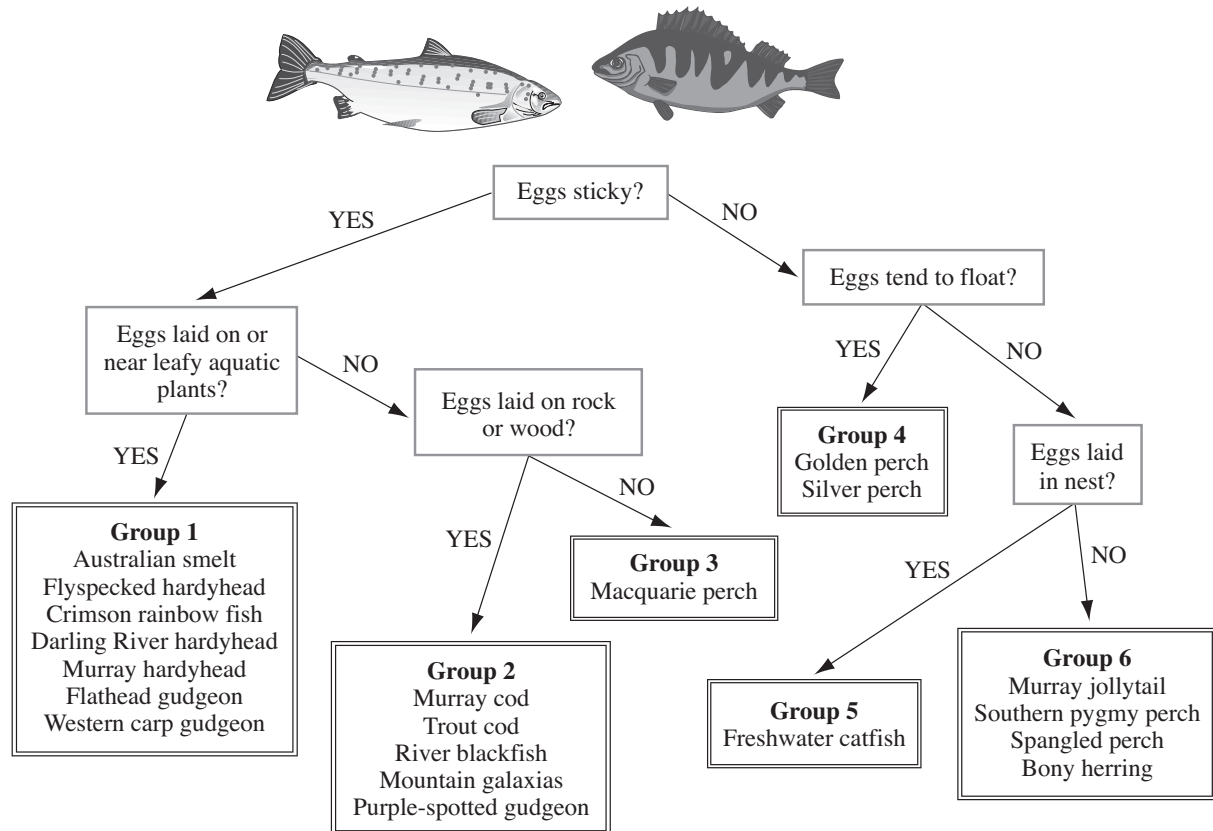 Eggs sticky?
YES
NO
Eggs tend to float?
Eggs laid on or
near leafy aquatic
plants?
NO
YES
NO
Eggs laid on rock
or wood?
Group 4
Golden perch
Silver perch
Eggs laid
in nest?
YES
NO
YES
YES
NO
Group 1
Australian smelt
Flyspecked hardyhead
Crimson rainbow fish
Darling River hardyhead
Murray hardyhead
Flathead gudgeon
Western carp gudgeon
Group 3
Macquarie perch
Group 2
Murray cod
Trout cod
River blackfish
Mountain galaxias
Purple-spotted gudgeon
Group 5
Freshwater catfish
Group 6
Murray jollytail
Southern pygmy perch
Spangled perch
Bony herring